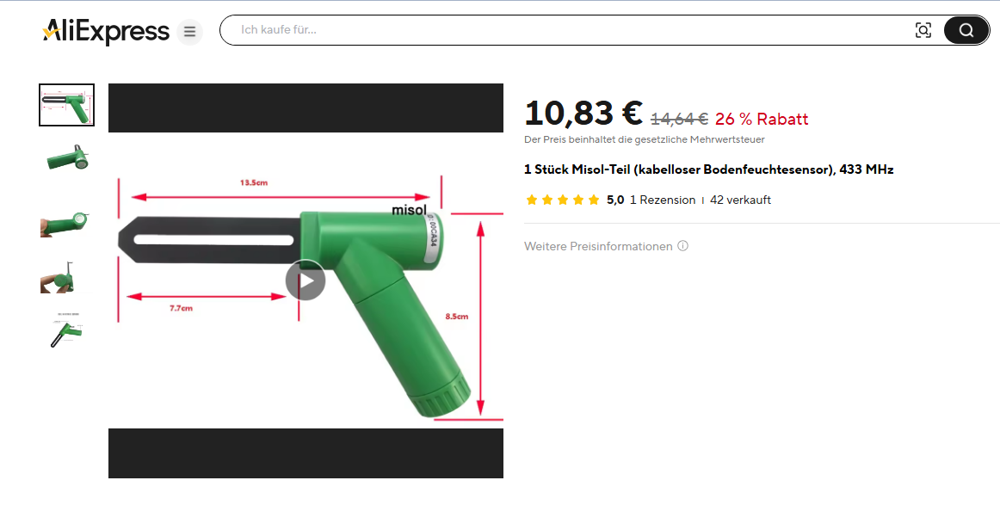 AliExpress
Ich kaufe für...
10,83 € 14,64 € 26 % Rabatt
Der Preis beinhaltet die gesetzliche Mehrwertsteuer
1 Stück Misol-Teil (kabelloser Bodenfeuchtesensor), 433 MHz
5,0 1 Rezension | 42 verkauft
Weitere Preisinformationen
13.5cm
misol
00CA34
7.7cm
8.5cm